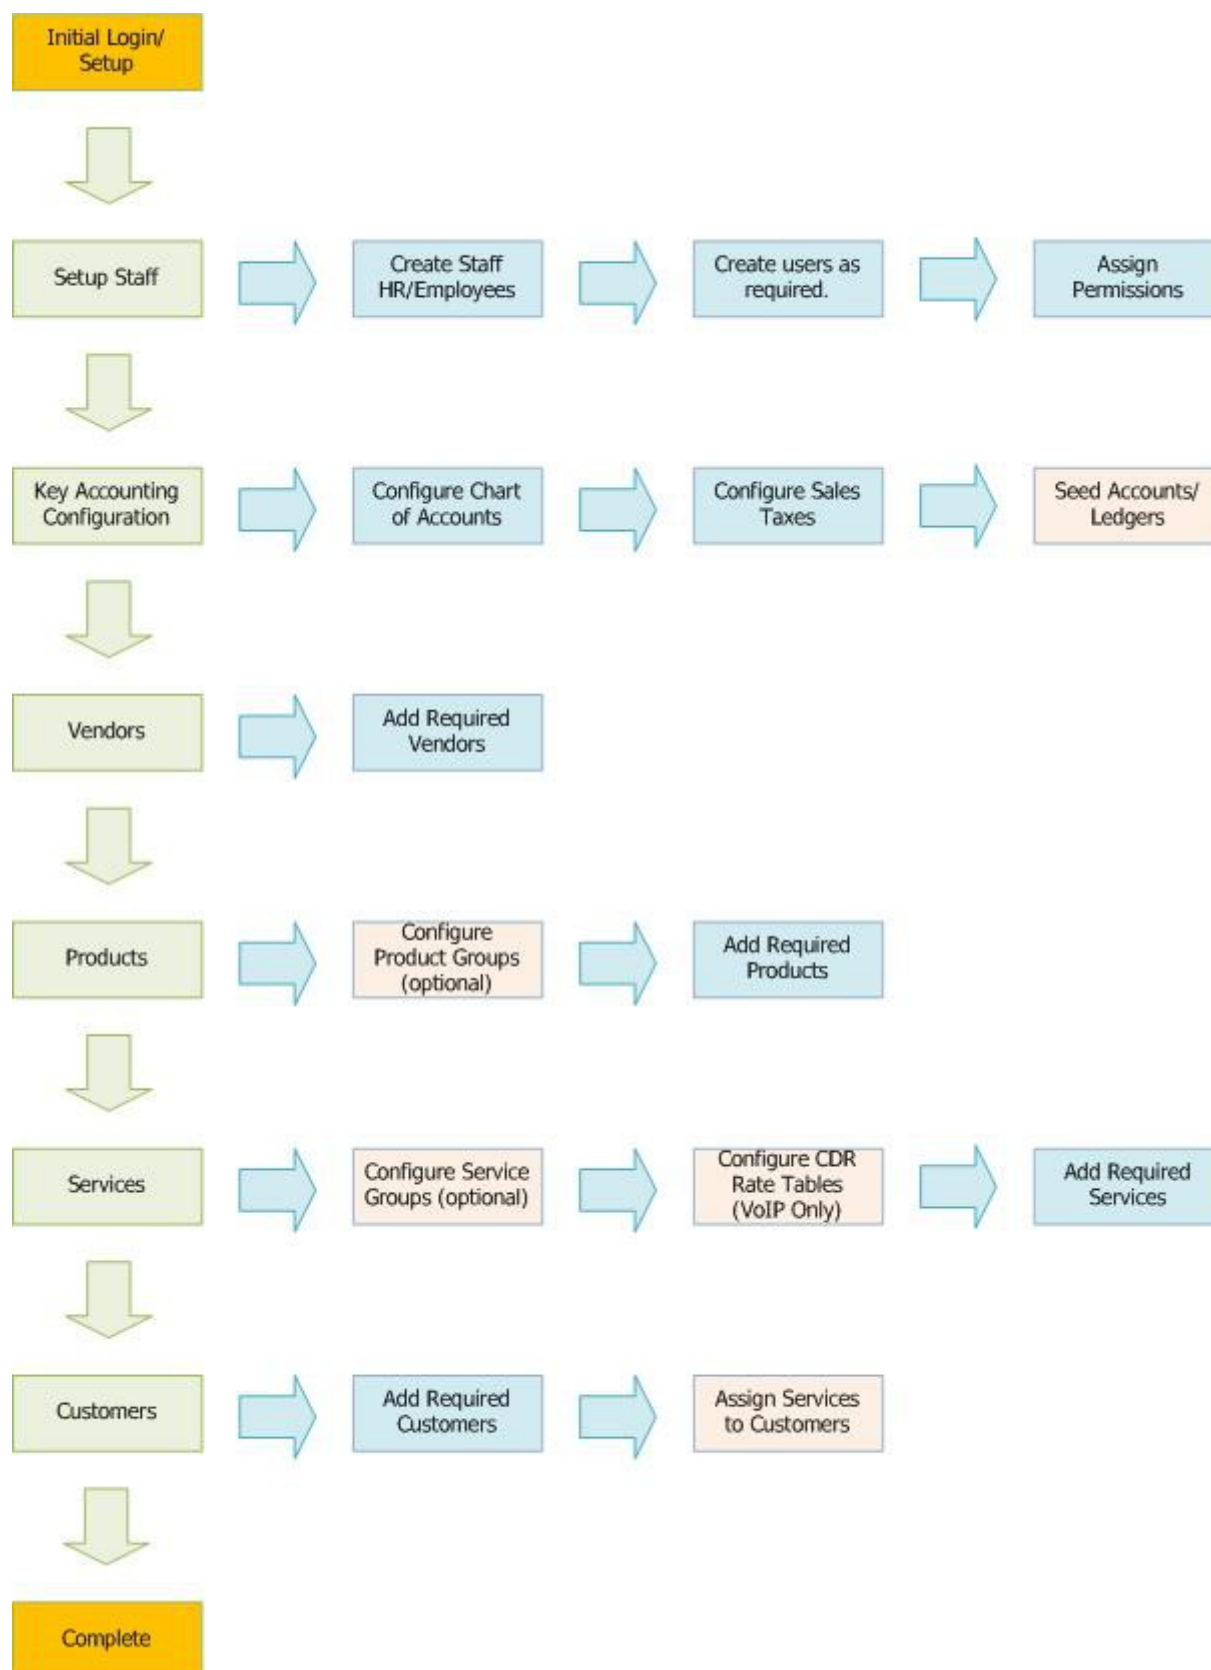 Initial Login/
Setup
Setup Staff
Create Staff
HR/Employees
Create users as
required.
Assign
Permissions
Key Accounting
Configuration
Configure Chart
of Accounts
Configure Sales
Taxes
Seed Accounts/
Ledgers
Vendors
Add Required
Vendors
Products
Configure
Product Groups
(optional)
Add Required
Products
Services
Configure Service
Groups (optional)
Configure CDR
Rate Tables
(VoIP Only)
Add Required
Services
Customers
Add Required
Customers
Assign Services
to Customers
Complete